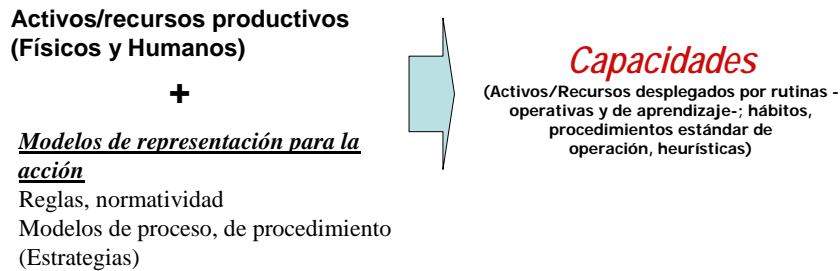 Activos/recursos productivos
(Físicos y Humanos)
+
Modelos de representación para la
acción
Reglas, normatividad
Modelos de proceso, de procedimiento
(Estrategias)
Capacidades
(Activos/Recursos desplegados por rutinas -
operativas y de aprendizaje-; hábitos,
procedimientos estándar de
operación, heurísticas)